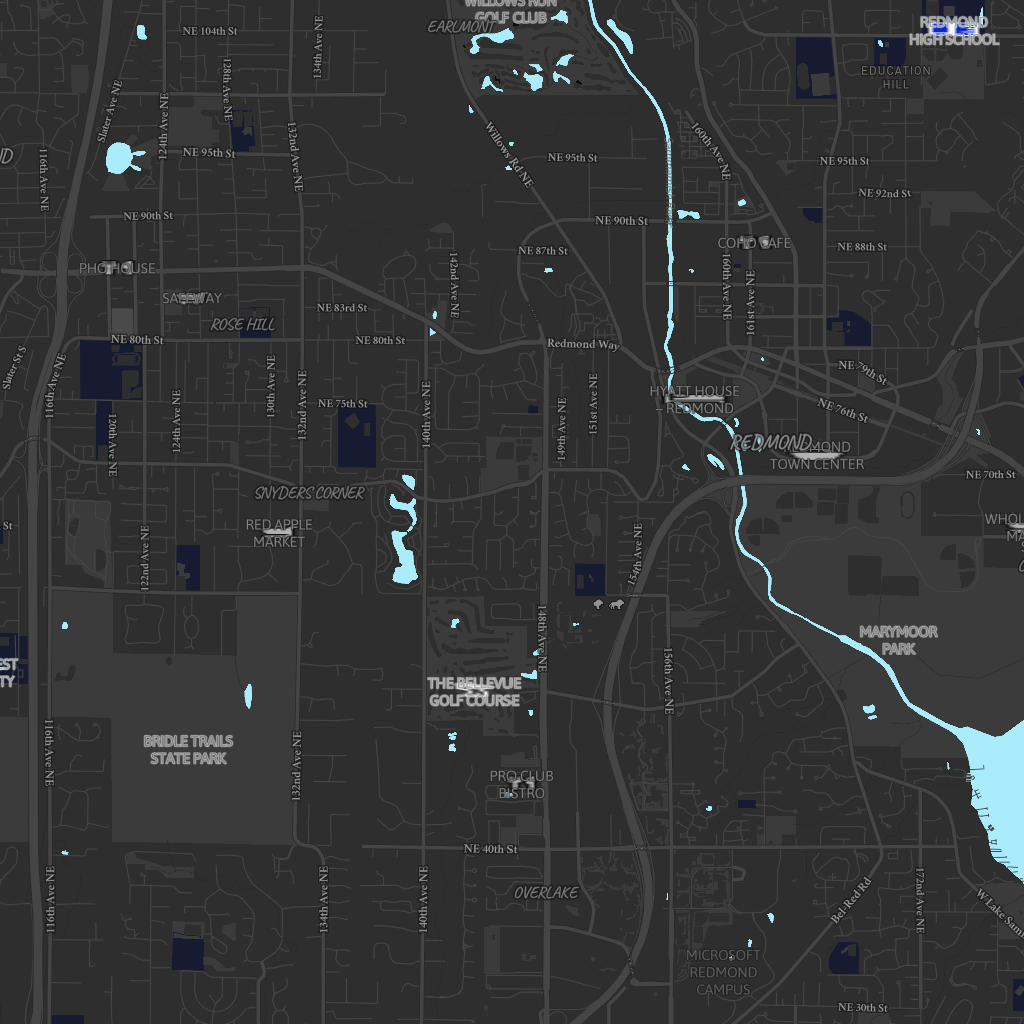 WILLOWS RUN
GOLF CLUB
EARLMONT
REDMOND
HIGH SCHOOL
NE 104th St
134th Ave NE
128th Ave NE
EDUCATION
HILL
Slater Ave NE
124th Ave NE
132nd Ave NE
Willows Rd NE
160th Ave NE
116th Ave NE
NE 95th St
NE 95th St
NE 95th St
NE 92nd St
NE 90th St
NE 90th St
NE 87th St
COHO CAFE
NE 88th St
PHO HOUSE
142nd Ave NE
160th Ave NE
161st Ave NE
SAFEWAY
NE 83rd St
ROSE HILL
NE 80th St
NE 80th St
Redmond Way
Slater St S
116th Ave NE
NE 79th St
130th Ave NE
HYATT HOUSE
REDMOND
132nd Ave NE
NE 75th St
140th Ave NE
149th Ave NE
151st Ave NE
NE 76th St
120th Ave NE
124th Ave NE
REDMOND
TOWN CENTER
NE 70th St
SNYDERS CORNER
RED APPLE
MARKET
122nd Ave NE
154th Ave NE
148th Ave NE
156th Ave NE
MARYMOOR
PARK
THE BELLEVUE
GOLF COURSE
BRIDLE TRAILS
STATE PARK
116th Ave NE
132nd Ave NE
PRO CLUB
BISTRO
NE 40th St
116th Ave NE
134th Ave NE
140th Ave NE
OVERLAKE
Bel-Red Rd
172nd Ave NE
MICROSOFT
REDMOND
CAMPUS
NE 30th St